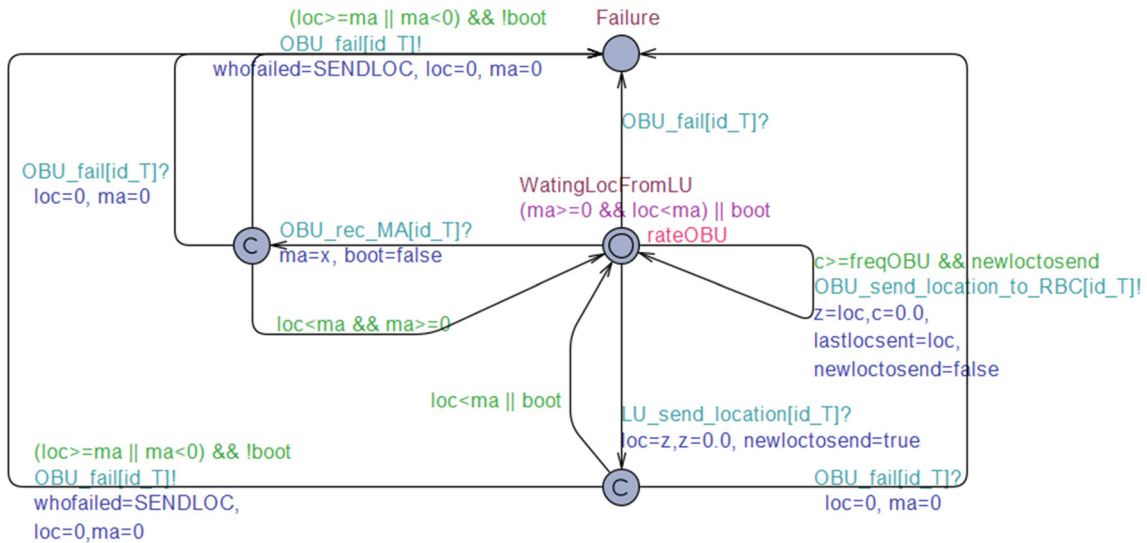 (loc>=ma || ma<0) && !boot
Failure
OBU_fail[id_T]!
whofailed=SENDLOC, loc=0, ma=0
OBU_fail[id_T]?
OBU_fail[id_T]?
loc=0, ma=0
WatingLocFromLU
(ma>=0 && loc<ma) || boot
rateOBU
OBU_rec_MA[id_T]?
ma=x, boot=false
C
c>=freqOBU && newloctosend
OBU_send_location_to_RBC[id_T]!
z=loc,c=0.0,
lastlocsent=loc,
newloctosend=false
loc<ma && ma>=0
loc<ma || boot
LU_send_location[id_T]?
loc=z,z=0.0, newloctosend=true
(loc>=ma || ma<0) && !boot
OBU_fail[id_T]!
whofailed=SENDLOC,
loc=0,ma=0
C
OBU_fail[id_T]?
loc=0, ma=0